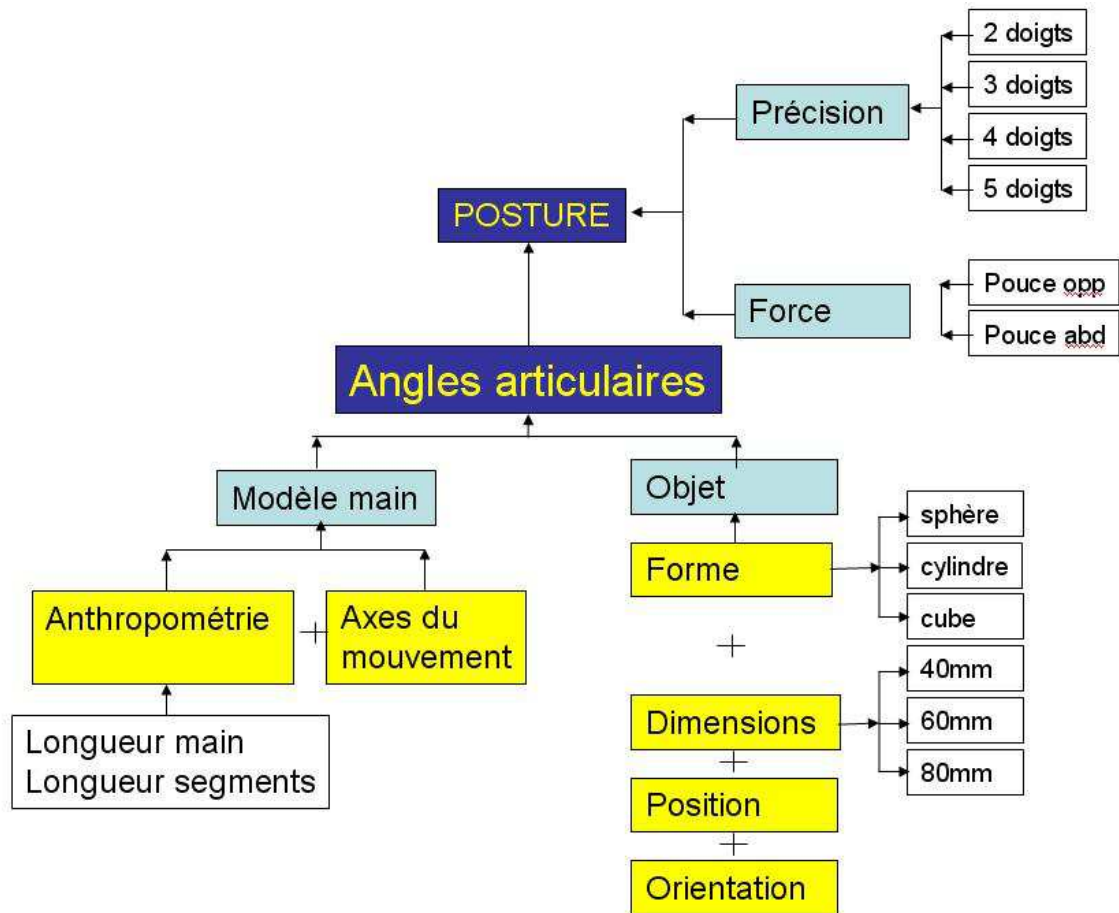 2 doigts
3 doigts
Précision
4 doigts
5 doigts
POSTURE
Pouce opp
Force
Pouce abd
Angles articulaires
Modèle main
Objet
sphère
Forme
cylindre
cube
Anthropométrie
+
Axes du
mouvement
+
40mm
Dimensions
60mm
80mm
+
Longueur main
Longueur segments
Position
+
Orientation